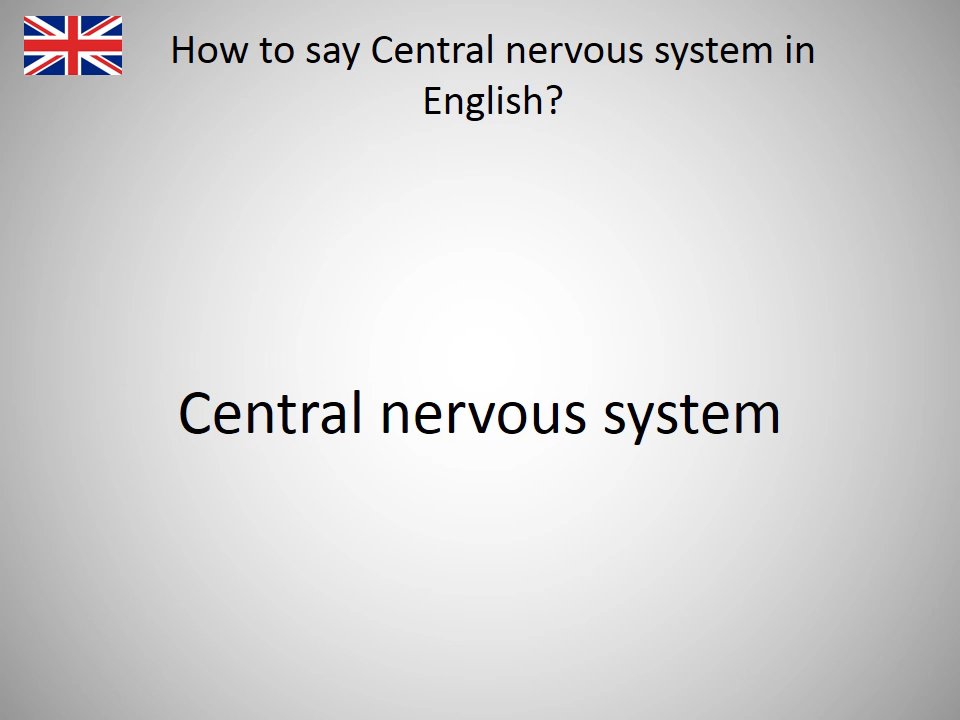 How to say Central nervous system in
English?
Central nervous system